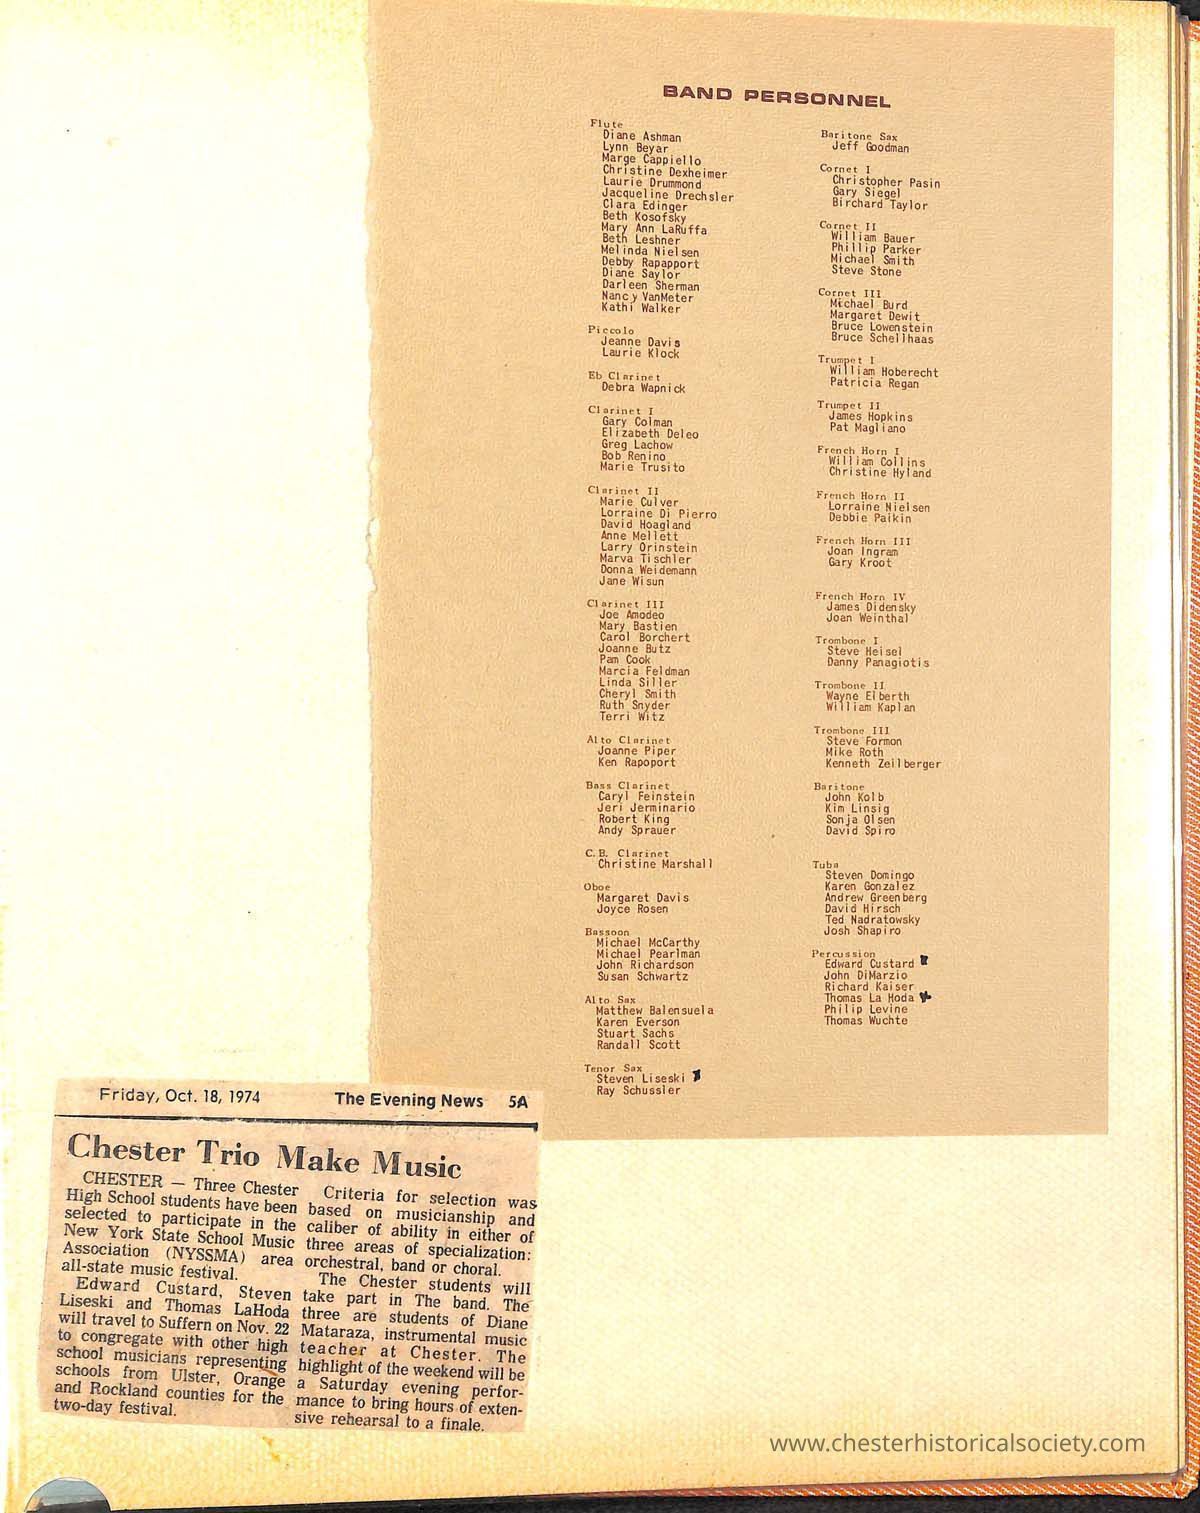 BAND PERSONNEL
Flute
Diane Ashman
Lynn Beyar
Marge Cappiello
Christine Dexheimer
Laurie Drummond
Jacqueline Drechsler
Clara Edinger
Beth Kosofsky
Mary Ann LaRuffa
Beth Leshner
Melinda Nielsen
Debby Rapapport
Diane Saylor
Darleen Sherman
Nancy VanMeter
Kathi Walker
Piccolo
Jeanne Davis
Laurie Klock
Eb Clarinet
Debra Wapnick
Clarinet I
Gary Colman
Elizabeth Deleo
Greg Lachow
Bob Renino
Marie Trusito
Clarinet II
Marie Culver
Lorraine Di Pierro
David Hoagland
Anne Mellett
Larry Orinstein
Marva Tischler
Donna Weidemann
Jane Wisun
Clarinet III
Joe Amodeo
Mary Bastien
Carol Borchert
Joanne Butz
Pam Cook
Marcia Feldman
Linda Siller
Cheryl Smith
Ruth Snyder
Terri Witz
Alto Clarinet
Joanne Piper
Ken Rapoport
Bass Clarinet
Caryl Feinstein
Jeri Jerminario
Robert King
Andy Sprauer
C.B. Clarinet
Christine Marshall
Oboe
Margaret Davis
Joyce Rosen
Bassoon
Michael McCarthy
Michael Pearlman
John Richardson
Susan Schwartz
Alto Sax
Matthew Balensuela
Karen Everson
Stuart Sachs
Randall Scott
Tenor Sax
Steven Liseski
Ray Schussler
Baritone Sax
Jeff Goodman
Cornet I
Christopher Pasin
Gary Siegel
Birchard Taylor
Cornet II
William Bauer
Phillip Parker
Michael Smith
Steve Stone
Cornet III
Michael Burd
Margaret Dewit
Bruce Lowenstein
Bruce Schellhaas
Trumpet I
William Hoberecht
Patricia Regan
Trumpet II
James Hopkins
Pat Magliano
French Horn I
William Collins
Christine Hyland
French Horn II
Lorraine Nielsen
Debbie Paikin
French Horn III
Joan Ingram
Gary Kroot
French Horn IV
James Didensky
Joan Weinthal
Trombone I
Steve Heisel
Danny Panagiotis
Trombone II
Wayne Elberth
William Kaplan
Trombone III
Steve Formon
Mike Roth
Kenneth Zeilberger
Baritone
John Kolb
Kim Linsig
Sonja Olsen
David Spiro
Tuba
Steven Domingo
Karen Gonzalez
Andrew Greenberg
David Hirsch
Ted Nadratowsky
Josh Shapiro
Percussion
Edward Custard
John DiMarzio
Richard Kaiser
Thomas La Hoda
Philip Levine
Thomas Wuchte
Friday, Oct. 18, 1974 The Evening News 5A
Chester Trio Make Music
CHESTER — Three Chester
High School students have been
selected to participate in the
New York State School Music
Association (NYSSMA) area
all-state music festival.
Edward Custard, Steven
Liseski and Thomas LaHoda
will travel to Suffern on Nov. 22
to congregate with other high
school musicians representing
schools from Ulster, Orange
and Rockland counties for the
two-day festival.
Criteria for selection was
based on musicianship and
caliber of ability in either of
three areas of specialization:
orchestral, band or choral.
The Chester students will
take part in The band. The
three are students of Diane
Mataraza, instrumental music
teacher at Chester. The
highlight of the weekend will be
a Saturday evening perfor-
mance to bring hours of exten-
sive rehearsal to a finale.
www.chesterhistoricalsociety.com